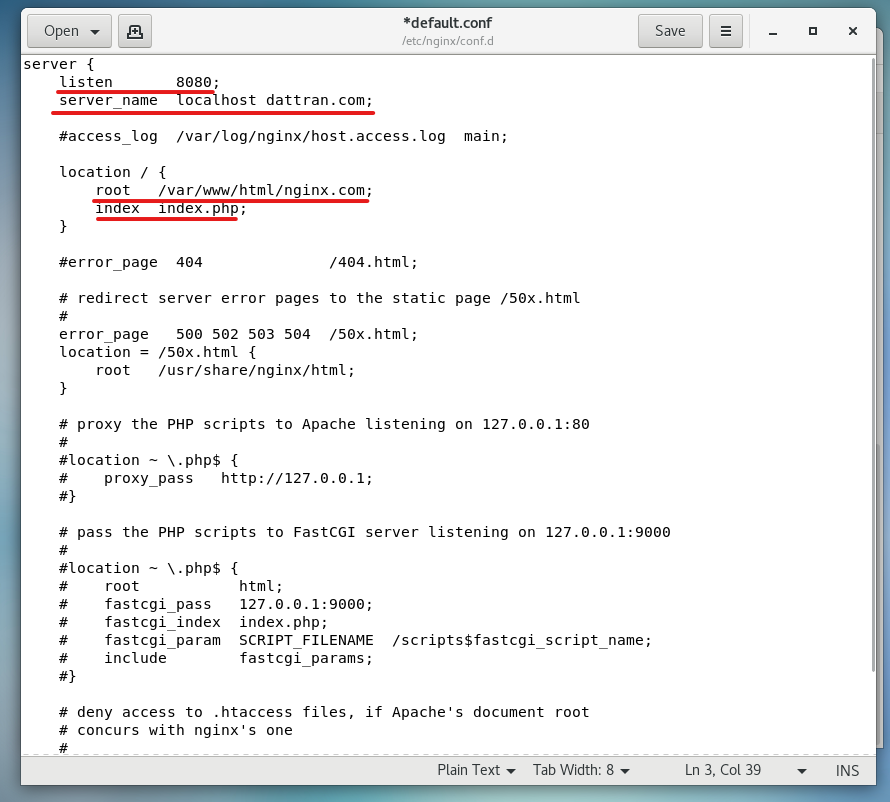 Open
*default.conf
/etc/nginx/conf.d
Save
server {
    listen       8080;
    server_name  localhost dattran.com;

    #access_log  /var/log/nginx/host.access.log  main;

    location / {
        root   /var/www/html/nginx.com;
        index  index.php;
    }

    #error_page  404              /404.html;

    # redirect server error pages to the static page /50x.html
    #
    error_page   500 502 503 504  /50x.html;
    location = /50x.html {
        root   /usr/share/nginx/html;
    }

    # proxy the PHP scripts to Apache listening on 127.0.0.1:80
    #
    #location ~ \.php$ {
    #    proxy_pass   http://127.0.0.1;
    #}

    # pass the PHP scripts to FastCGI server listening on 127.0.0.1:9000
    #
    #location ~ \.php$ {
    #    root           html;
    #    fastcgi_pass   127.0.0.1:9000;
    #    fastcgi_index  index.php;
    #    fastcgi_param  SCRIPT_FILENAME  /scripts$fastcgi_script_name;
    #    include        fastcgi_params;
    #}

    # deny access to .htaccess files, if Apache's document root
    # concurs with nginx's one
    #
Plain Text  Tab Width: 8  Ln 3, Col 39  INS